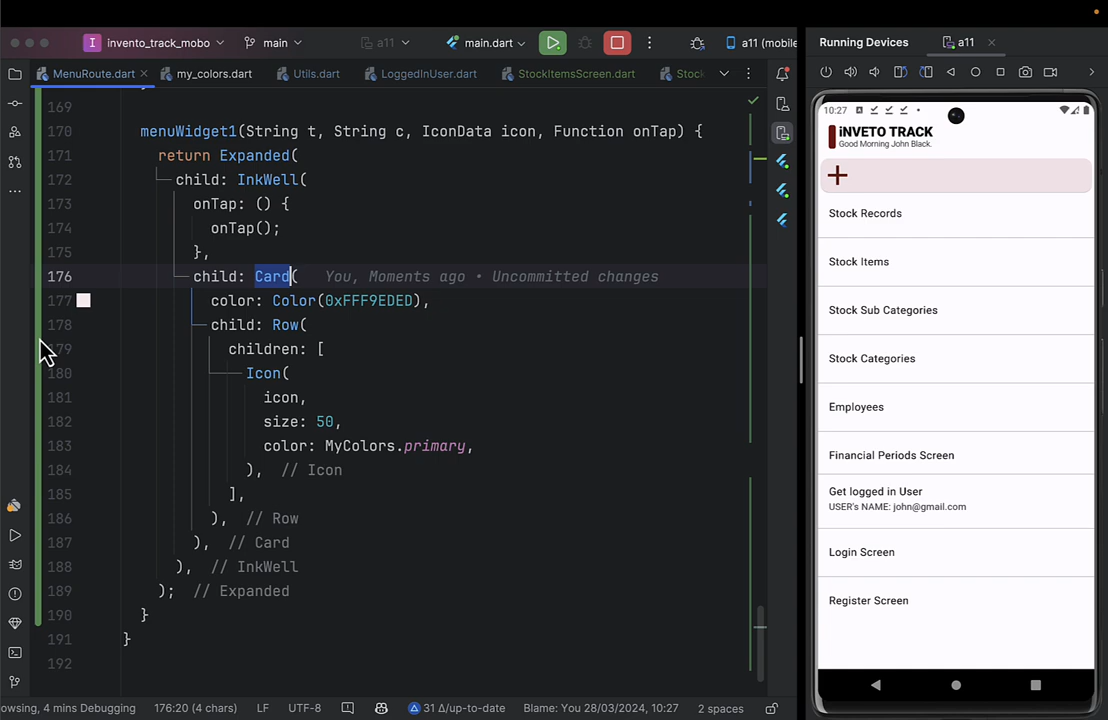 invento_track_mobo
main
a11
main.dart
a11 (mobile
Running Devices
a11
MenuRoute.dart
my_colors.dart
Utils.dart
LoggedInUser.dart
StockItemsScreen.dart
Stock
169
170 menuWidget1(String t, String c, IconData icon, Function onTap) {
171 return Expanded(
172 child: InkWell(
173 onTap: () {
174 onTap();
175 },
176 child: Card( You, Moments ago • Uncommitted changes
177 color: Color(0xFFF9EDED),
178 child: Row(
179 children: [
180 Icon(
181 icon,
182 size: 50,
183 color: MyColors.primary,
184 ), // Icon
185 ],
186 ), // Row
187 ), // Card
188 ), // InkWell
189 ); // Expanded
190 }
191 }
192
10:27
iNVETO TRACK
Good Morning John Black.
Stock Records
Stock Items
Stock Sub Categories
Stock Categories
Employees
Financial Periods Screen
Get logged in User
USER's NAME: john@gmail.com
Login Screen
Register Screen
owsing, 4 mins Debugging
176:20 (4 chars)
LF
UTF-8
31 Δ/up-to-date
Blame: You 28/03/2024, 10:27
2 spaces